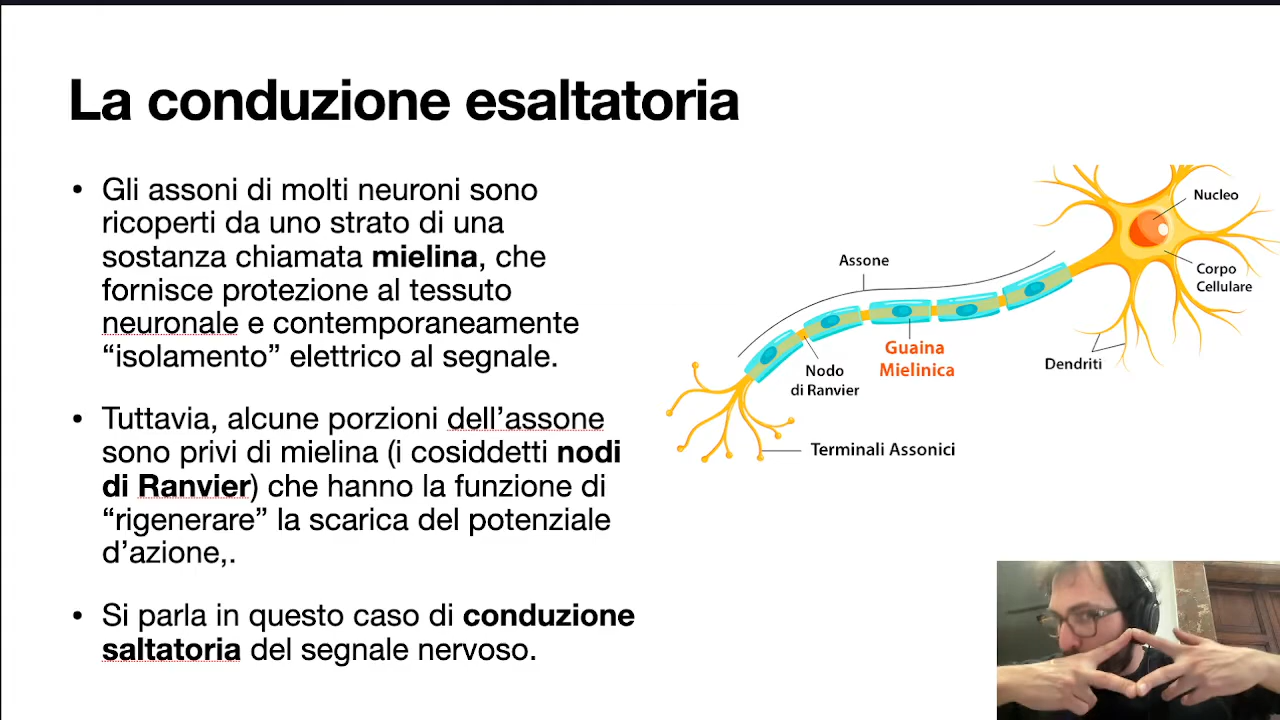 La conduzione esaltatoria
• Gli assoni di molti neuroni sono
ricoperti da uno strato di una
sostanza chiamata mielina, che
fornisce protezione al tessuto
neuronale e contemporaneamente
“isolamento” elettrico al segnale.
• Tuttavia, alcune porzioni dell’assone
sono privi di mielina (i cosiddetti nodi
di Ranvier) che hanno la funzione di
“rigenerare” la scarica del potenziale
d’azione,.
• Si parla in questo caso di conduzione
saltatoria del segnale nervoso.
Nucleo
Assone
Corpo
Cellulare
Guaina
Mielinica
Nodo
di Ranvier
Dendriti
Terminali Assonici